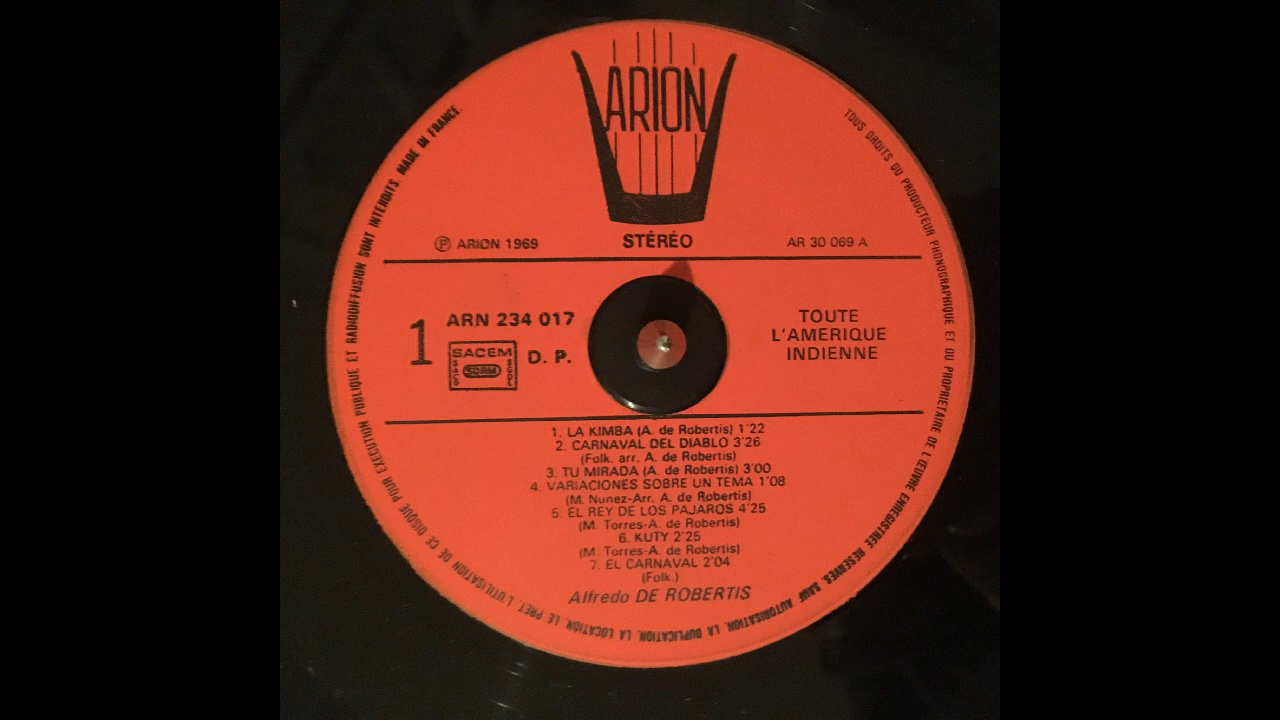 ARION
℗ ARION 1969
STÉRÉO
AR 30 069 A
1
ARN 234 017
SACEM
SACD
SDRM
SGDL
D. P.
TOUTE
L'AMERIQUE
INDIENNE
1. LA KIMBA (A. de Robertis) 1'22
2. CARNAVAL DEL DIABLO 3'26
(Folk. arr. A. de Robertis)
3. TU MIRADA (A. de Robertis) 3'00
4. VARIACIONES SOBRE UN TEMA 1'08
(M. Nunez-Arr. A. de Robertis)
5. EL REY DE LOS PAJAROS 4'25
(M. Torres-A. de Robertis)
6. KUTY 2'25
(M. Torres-A. de Robertis)
7. EL CARNAVAL 2'04
(Folk.)
Alfredo DE ROBERTIS
TOUS DROITS DU PRODUCTEUR PHONOGRAPHIQUE ET DU PROPRIETAIRE DE L'ŒUVRE ENREGISTREE RESERVES. SAUF AUTORISATION, LA DUPLICATION, LA LOCATION, LE PRET, L'UTILISATION DE CE DISQUE POUR EXECUTION PUBLIQUE ET RADIODIFFUSION SONT INTERDITS. MADE IN FRANCE.